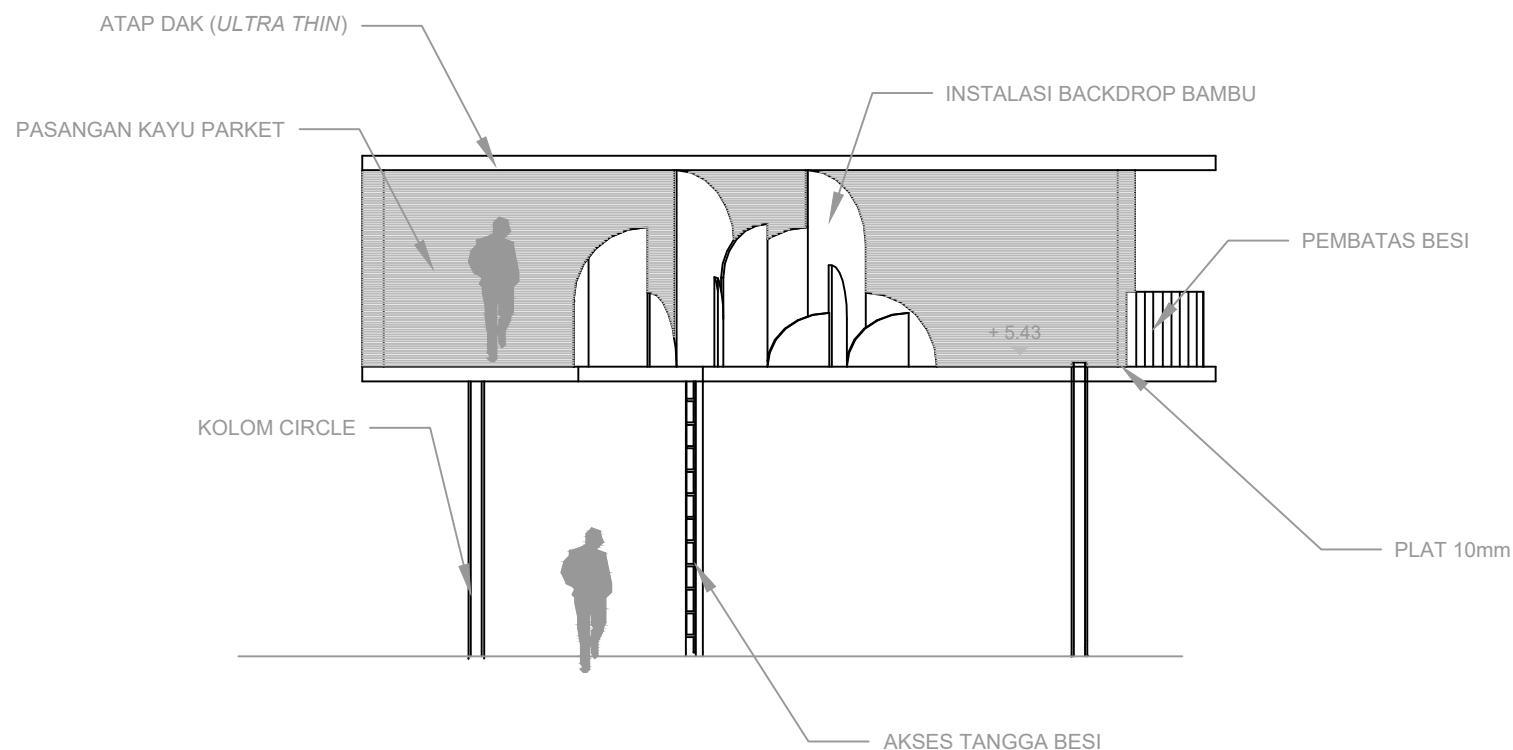 ATAP DAK (ULTRA THIN)
INSTALASI BACKDROP BAMBU
PASANGAN KAYU PARKET
PEMBATAS BESI
+ 5.43
KOLOM CIRCLE
PLAT 10mm
AKSES TANGGA BESI